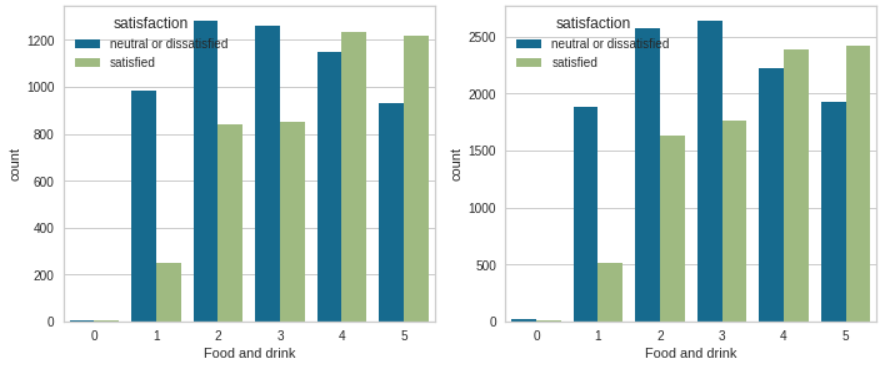 satisfaction
neutral or dissatisfied
satisfied
1200
1000
800
600
400
200
0
count
0 1 2 3 4 5
Food and drink
satisfaction
neutral or dissatisfied
satisfied
2500
2000
1500
1000
500
0
count
0 1 2 3 4 5
Food and drink